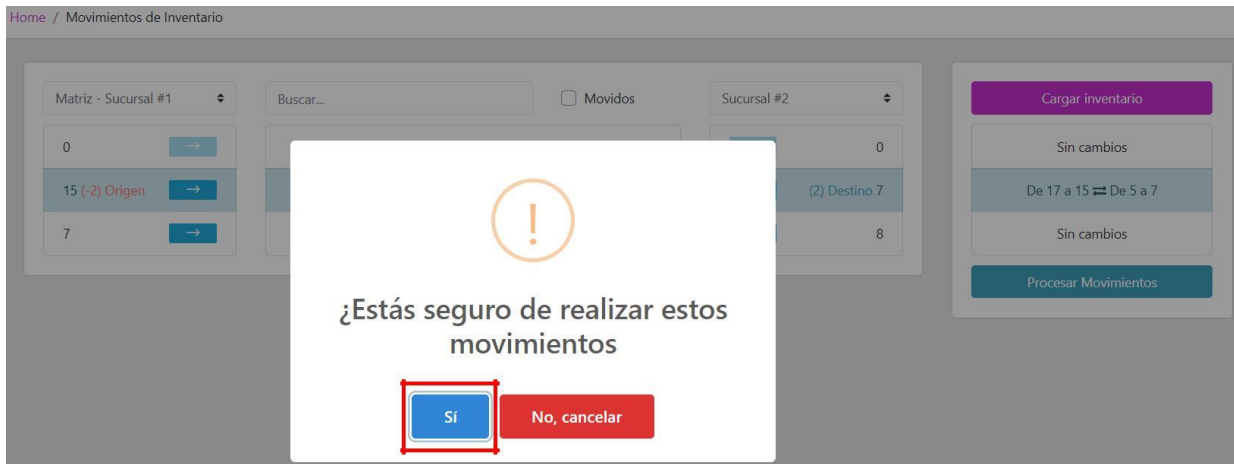 Home / Movimientos de Inventario
Matriz - Sucursal #1 Buscar... Movidos Sucursal #2 Cargar inventario
0 → 0 Sin cambios
15 (-2) Origen → (2) Destino 7 De 17 a 15 ⇄ De 5 a 7
7 → 8 Sin cambios
Procesar Movimientos
!
¿Estás seguro de realizar estos
movimientos
Sí No, cancelar